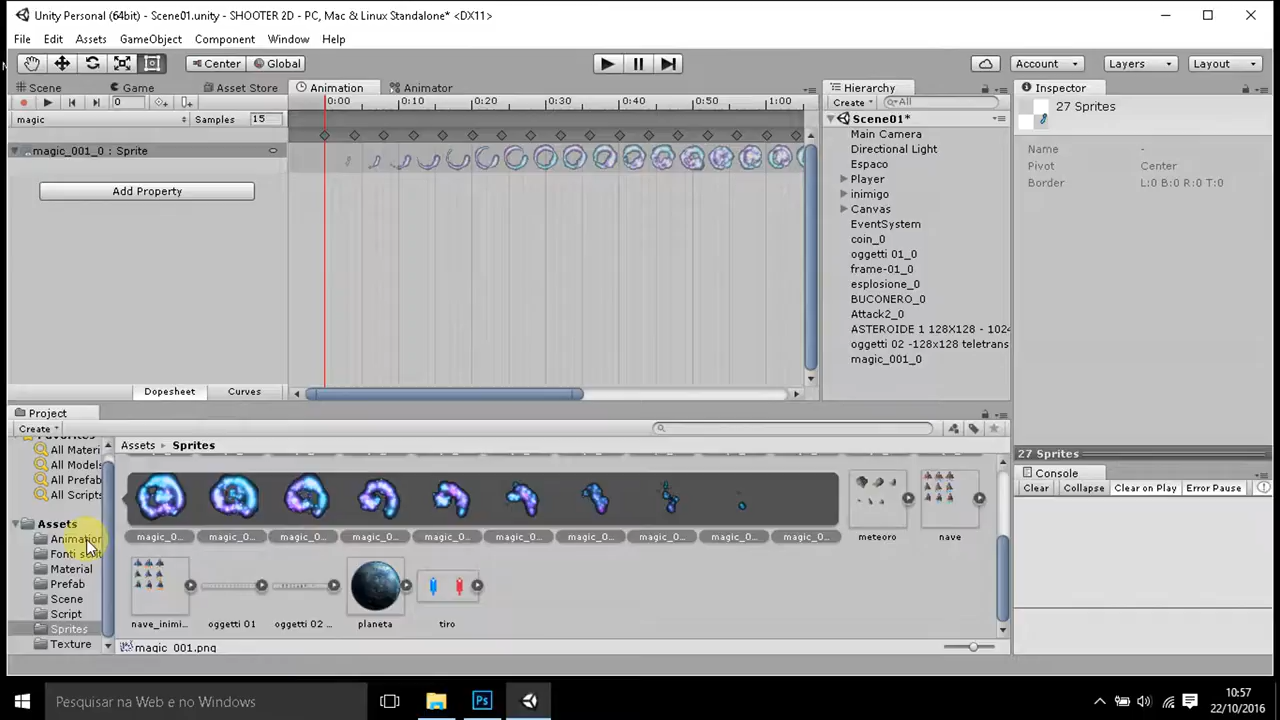 Unity Personal (64bit) - Scene01.unity - SHOOTER 2D - PC, Mac & Linux Standalone* <DX11>
File Edit Assets GameObject Component Window Help
Center Global Account Layers Layout
Scene Game Asset Store Animation Animator Hierarchy Inspector
0 0:00 0:10 0:20 0:30 0:40 0:50 1:00 Create All 27 Sprites
magic Samples 15 Scene01*
Main Camera
magic_001_0 : Sprite Directional Light Name -
Espaco Pivot Center
Player Border L:0 B:0 R:0 T:0
Add Property inimigo
Canvas
EventSystem
coin_0
oggetti 01_0
frame-01_0
esplosione_0
BUCONERO_0
Attack2_0
ASTEROIDE 1 128X128 - 1024
oggetti 02 -128x128 teletrans
magic_001_0
Dopesheet Curves
Project
Create
Assets Sprites 27 Sprites
All Materi
All Models Console
All Prefab Clear Collapse Clear on Play Error Pause
All Scripts
Assets
Animation magic_0... magic_0... magic_0... magic_0... magic_0... magic_0... magic_0... magic_0... magic_0... magic_0... meteoro nave
Material
Prefab
Scene
Script
Sprites nave_inimi... oggetti 01 oggetti 02 ... planeta tiro
Texture magic_001.png
Pesquisar na Web e no Windows Ps 10:57
22/10/2016